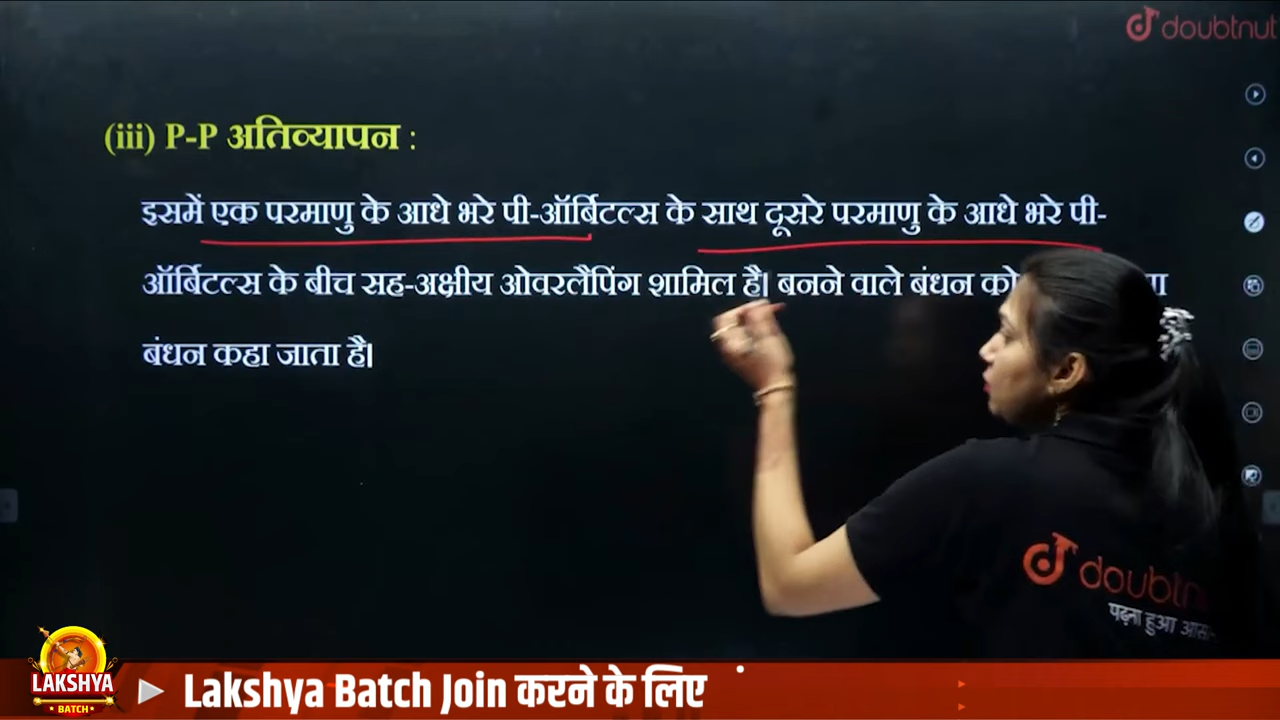 doubtnut
(iii) P-P अतिव्यापन :
इसमें एक परमाणु के आधे भरे पी-ऑर्बिटल्स के साथ दूसरे परमाणु के आधे भरे पी-
ऑर्बिटल्स के बीच सह-अक्षीय ओवरलैपिंग शामिल है। बनने वाले बंधन को
बंधन कहा जाता है।
doubtnut
पढ़ना हुआ
LAKSHYA
BATCH
Lakshya Batch Join करने के लिए